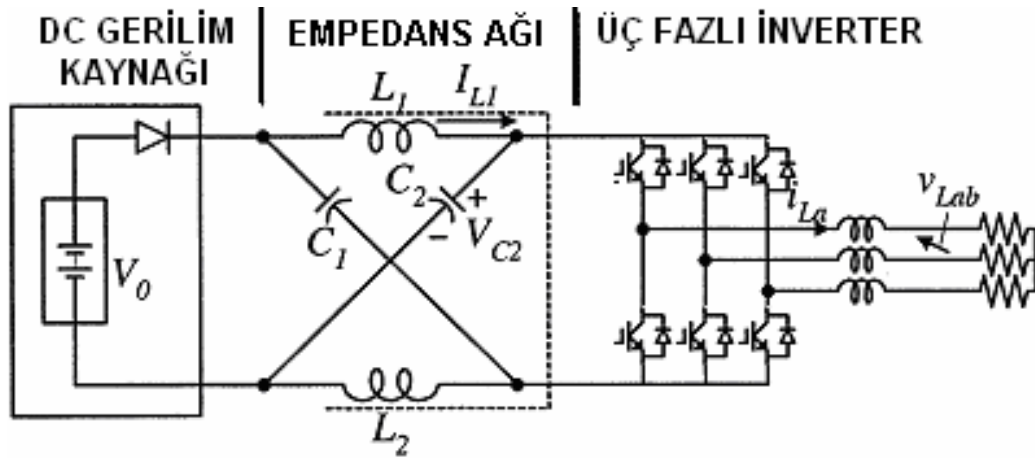 DC GERİLİM
KAYNAĞI
EMPEDANS AĞI
ÜÇ FAZLI İNVERTER
L1
IL1
C2
C1
+
−
VC2
V0
iLa
vLab
L2